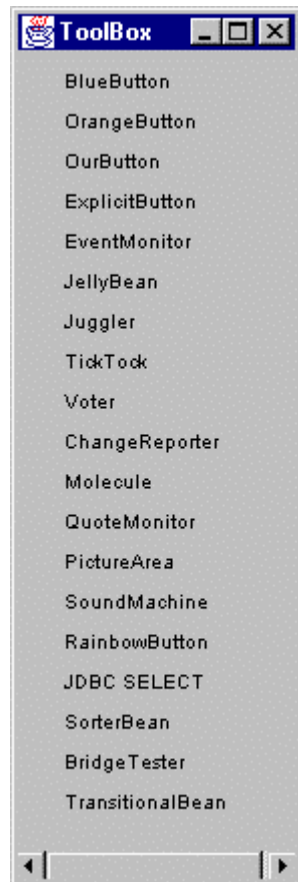 ToolBox
BlueButton
OrangeButton
OurButton
ExplicitButton
EventMonitor
JellyBean
Juggler
TickTock
Voter
ChangeReporter
Molecule
QuoteMonitor
PictureArea
SoundMachine
RainbowButton
JDBC SELECT
SorterBean
BridgeTester
TransitionalBean